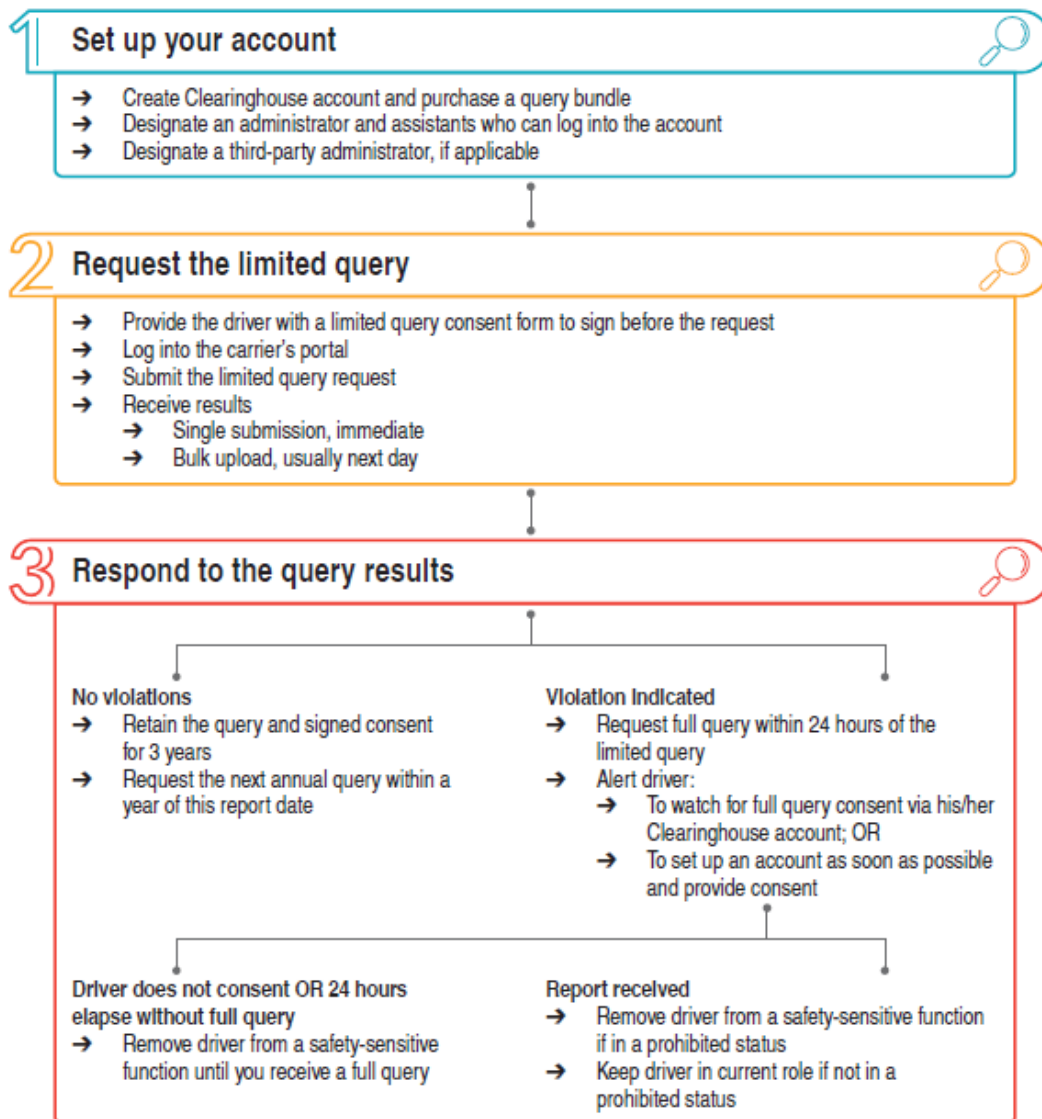 1 Set up your account
➔ Create Clearinghouse account and purchase a query bundle
➔ Designate an administrator and assistants who can log into the account
➔ Designate a third-party administrator, if applicable
2 Request the limited query
➔ Provide the driver with a limited query consent form to sign before the request
➔ Log into the carrier's portal
➔ Submit the limited query request
➔ Receive results
➔ Single submission, immediate
➔ Bulk upload, usually next day
3 Respond to the query results
No violations
➔ Retain the query and signed consent
for 3 years
➔ Request the next annual query within a
year of this report date
Violation indicated
➔ Request full query within 24 hours of the
limited query
➔ Alert driver:
➔ To watch for full query consent via his/her
Clearinghouse account; OR
➔ To set up an account as soon as possible
and provide consent
Driver does not consent OR 24 hours
elapse without full query
➔ Remove driver from a safety-sensitive
function until you receive a full query
Report received
➔ Remove driver from a safety-sensitive function
if in a prohibited status
➔ Keep driver in current role if not in a
prohibited status